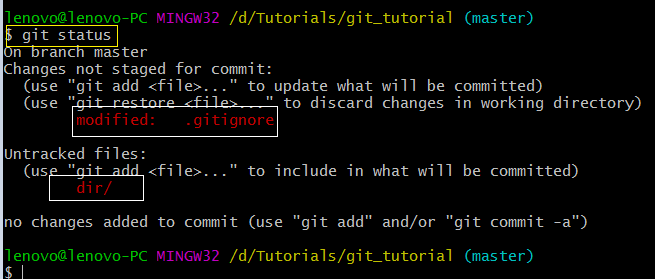 lenovo@lenovo-PC MINGW32 /d/Tutorials/git_tutorial (master)
$ git status
On branch master
Changes not staged for commit:
  (use "git add <file>..." to update what will be committed)
  (use "git restore <file>..." to discard changes in working directory)
        modified:   .gitignore

Untracked files:
  (use "git add <file>..." to include in what will be committed)
        dir/

no changes added to commit (use "git add" and/or "git commit -a")

lenovo@lenovo-PC MINGW32 /d/Tutorials/git_tutorial (master)
$